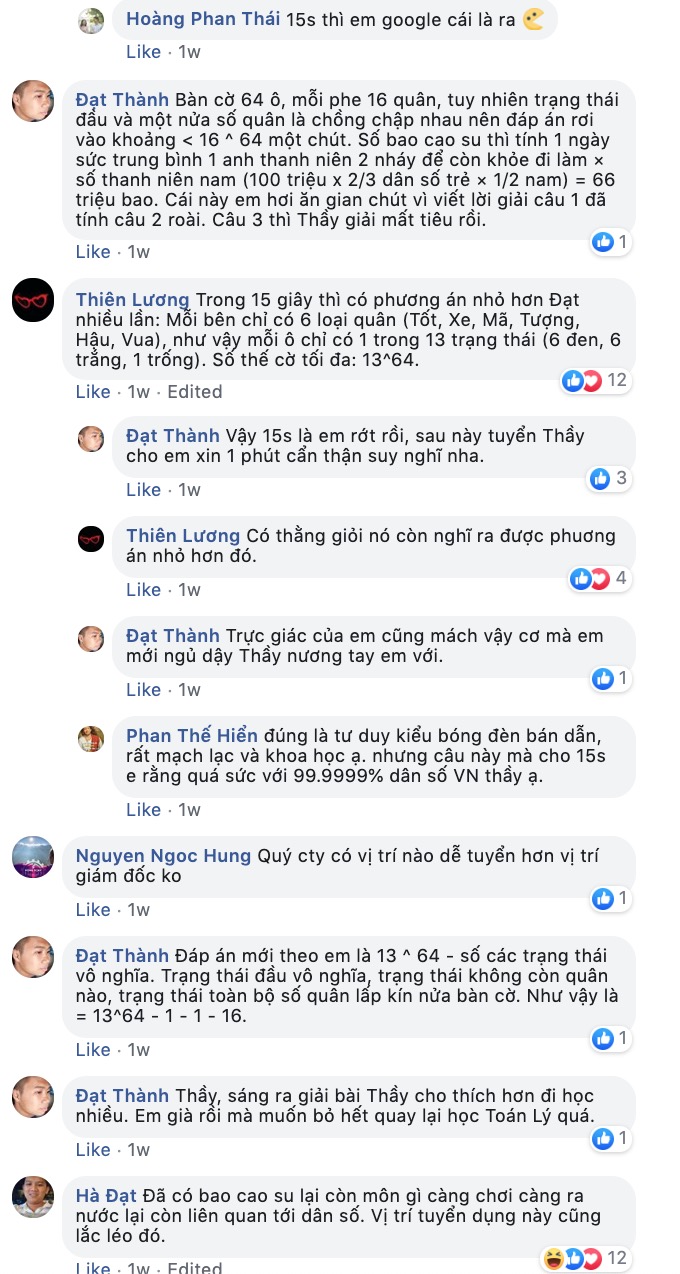 Hoàng Phan Thái 15s thì em google cái là ra
Like · 1w
Đạt Thành Bàn cờ 64 ô, mỗi phe 16 quân, tuy nhiên trạng thái
đầu và một nửa số quân là chồng chập nhau nên đáp án rơi
vào khoảng < 16 ^ 64 một chút. Số bao cao su thì tính 1 ngày
sức trung bình 1 anh thanh niên 2 nháy để còn khỏe đi làm ×
số thanh niên nam (100 triệu x 2/3 dân số trẻ × 1/2 nam) = 66
triệu bao. Cái này em hơi ăn gian chút vì viết lời giải câu 1 đã
tính câu 2 roài. Câu 3 thì Thầy giải mất tiêu rồi.
1
Like · 1w
Thiên Lương Trong 15 giây thì có phương án nhỏ hơn Đạt
nhiều lần: Mỗi bên chỉ có 6 loại quân (Tốt, Xe, Mã, Tượng,
Hậu, Vua), như vậy mỗi ô chỉ có 1 trong 13 trạng thái (6 đen, 6
trắng, 1 trống). Số thế cờ tối đa: 13^64.
12
Like · 1w · Edited
Đạt Thành Vậy 15s là em rớt rồi, sau này tuyển Thầy
cho em xin 1 phút cẩn thận suy nghĩ nha.
3
Like · 1w
Thiên Lương Có thằng giỏi nó còn nghĩ ra được phuơng
án nhỏ hơn đó.
4
Like · 1w
Đạt Thành Trực giác của em cũng mách vậy cơ mà em
mới ngủ dậy Thầy nương tay em với.
1
Like · 1w
Phan Thế Hiển đúng là tư duy kiểu bóng đèn bán dẫn,
rất mạch lạc và khoa học ạ. nhưng câu này mà cho 15s
e rằng quá sức với 99.9999% dân số VN thầy ạ.
Like · 1w
Nguyen Ngoc Hung Quý cty có vị trí nào dễ tuyển hơn vị trí
giám đốc ko
1
Like · 1w
Đạt Thành Đáp án mới theo em là 13 ^ 64 - số các trạng thái
vô nghĩa. Trạng thái đầu vô nghĩa, trạng thái không còn quân
nào, trạng thái toàn bộ số quân lấp kín nửa bàn cờ. Như vậy là
= 13^64 - 1 - 1 - 16.
1
Like · 1w
Đạt Thành Thầy, sáng ra giải bài Thầy cho thích hơn đi học
nhiều. Em già rồi mà muốn bỏ hết quay lại học Toán Lý quá.
1
Like · 1w
Hà Đạt Đã có bao cao su lại còn môn gì càng chơi càng ra
nước lại còn liên quan tới dân số. Vị trí tuyển dụng này cũng
lắc léo đó.
12
Like · 1w · Edited